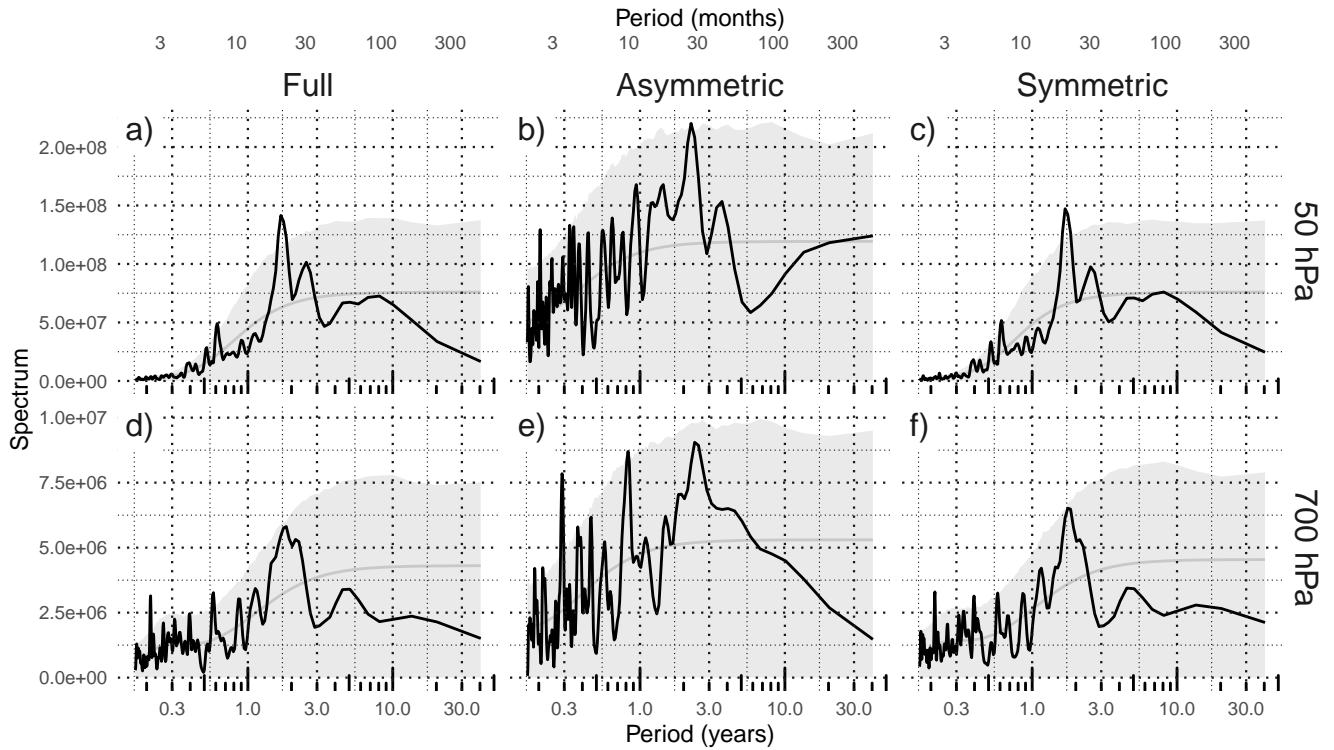 Period (months)
3 10 30 100 300 3 10 30 100 300 3 10 30 100 300
Full Asymmetric Symmetric
a) b) c)
2.0e+08
1.5e+08
1.0e+08
5.0e+07
0.0e+00
50 hPa
Spectrum
d) e) f)
1.0e+07
7.5e+06
5.0e+06
2.5e+06
0.0e+00
700 hPa
0.3 1.0 3.0 10.0 30.0 0.3 1.0 3.0 10.0 30.0 0.3 1.0 3.0 10.0 30.0
Period (years)